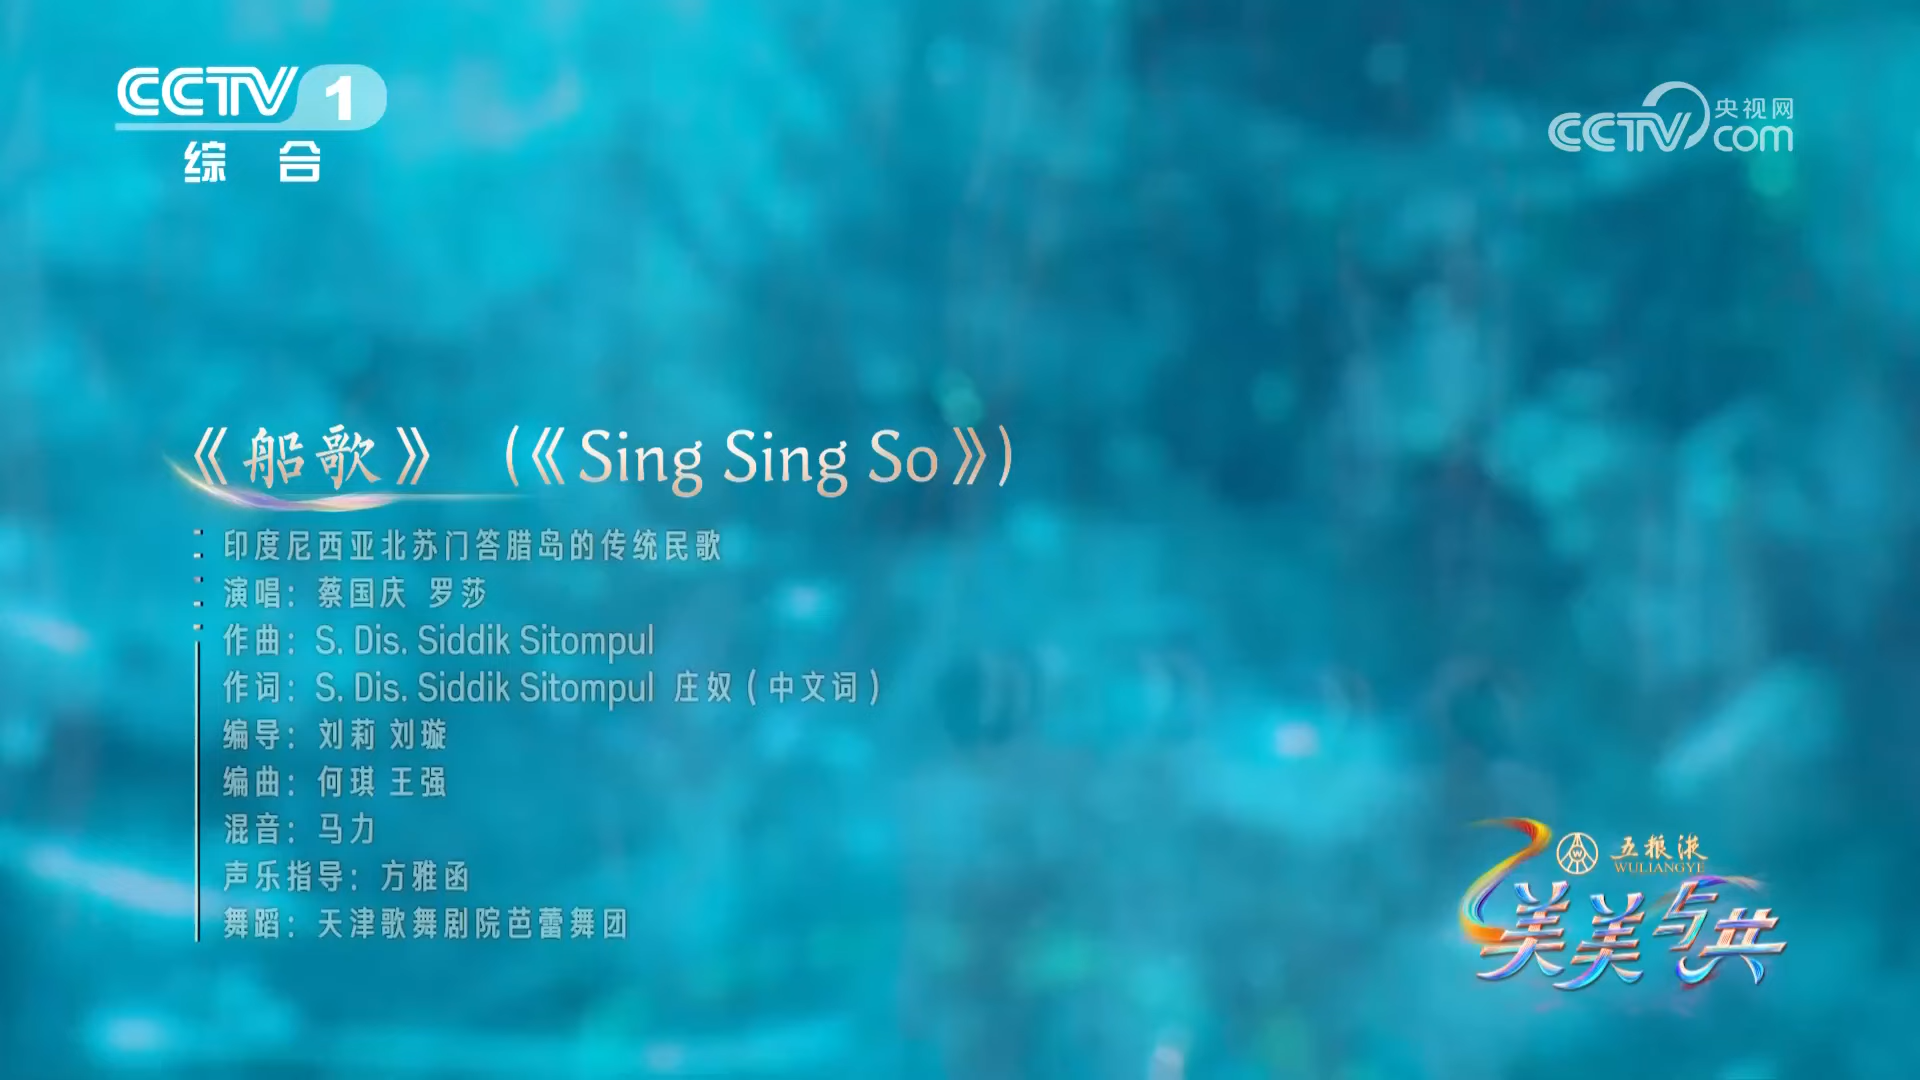 CCTV 1
综合
CCTV 央视网
com
《船歌》（《Sing Sing So》）
印度尼西亚北苏门答腊岛的传统民歌
演唱：蔡国庆 罗莎
作曲：S. Dis. Siddik Sitompul
作词：S. Dis. Siddik Sitompul 庄奴（中文词）
编导：刘莉 刘璇
编曲：何琪 王强
混音：马力
声乐指导：方雅函
舞蹈：天津歌舞剧院芭蕾舞团
五粮液
WULIANGYE
美美与共